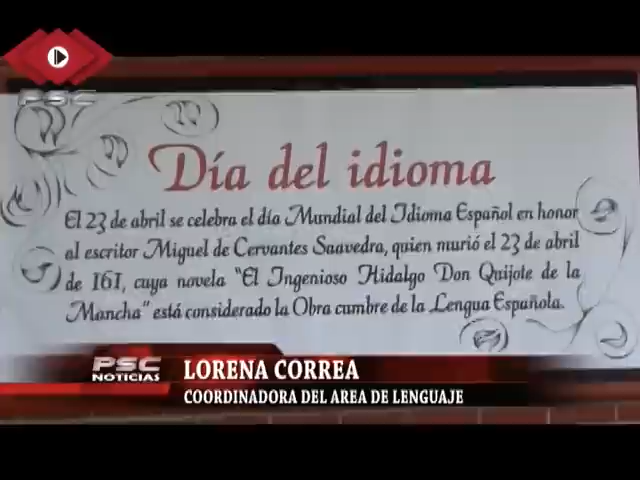 PSC
Día del idioma
El 23 de abril se celebra el día Mundial del Idioma Español en honor
al escritor Miguel de Cervantes Saavedra, quien murió el 23 de abril
de 161, cuya novela "El Ingenioso Hidalgo Don Quijote de la
Mancha" está considerado la Obra cumbre de la Lengua Española.
PSC
NOTICIAS
LORENA CORREA
COORDINADORA DEL AREA DE LENGUAJE